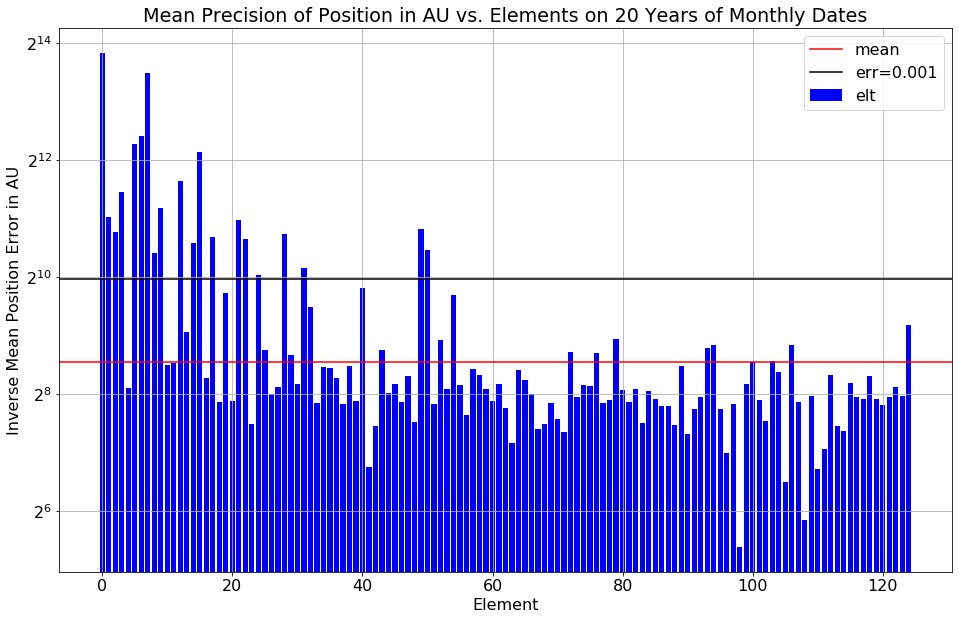 Mean Precision of Position in AU vs. Elements on 20 Years of Monthly Dates
mean
err=0.001
elt
Inverse Mean Position Error in AU
2^14
2^12
2^10
2^8
2^6
0 20 40 60 80 100 120
Element